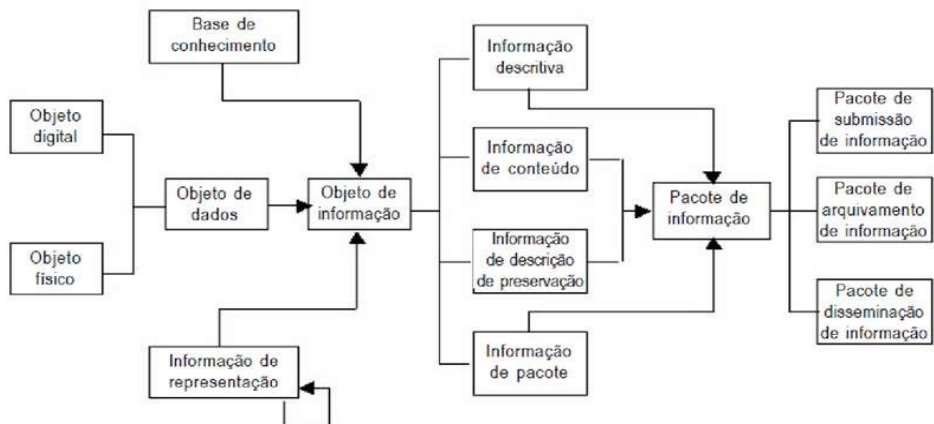 Base de
conhecimento
Objeto
digital
Objeto
físico
Objeto de
dados
Objeto de
informação
Informação de
representação
Informação
descritiva
Informação
de conteúdo
Informação
de descrição
de preservação
Informação
de pacote
Pacote de
informação
Pacote de
submissão
de informação
Pacote de
arquivamento
de informação
Pacote de
disseminação
de informação